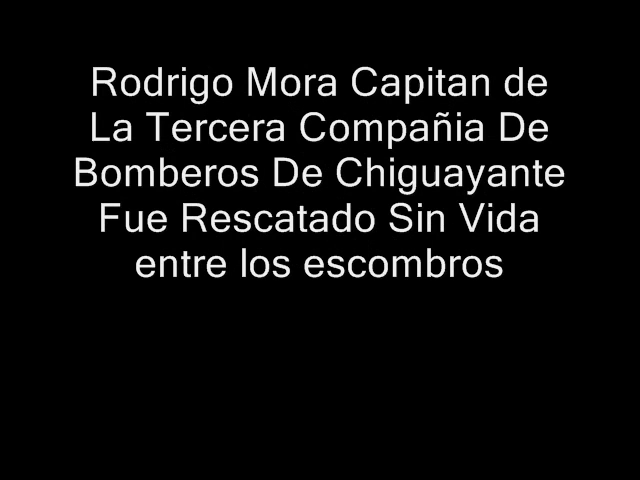 Rodrigo Mora Capitan de
La Tercera Compañia De
Bomberos De Chiguayante
Fue Rescatado Sin Vida
entre los escombros